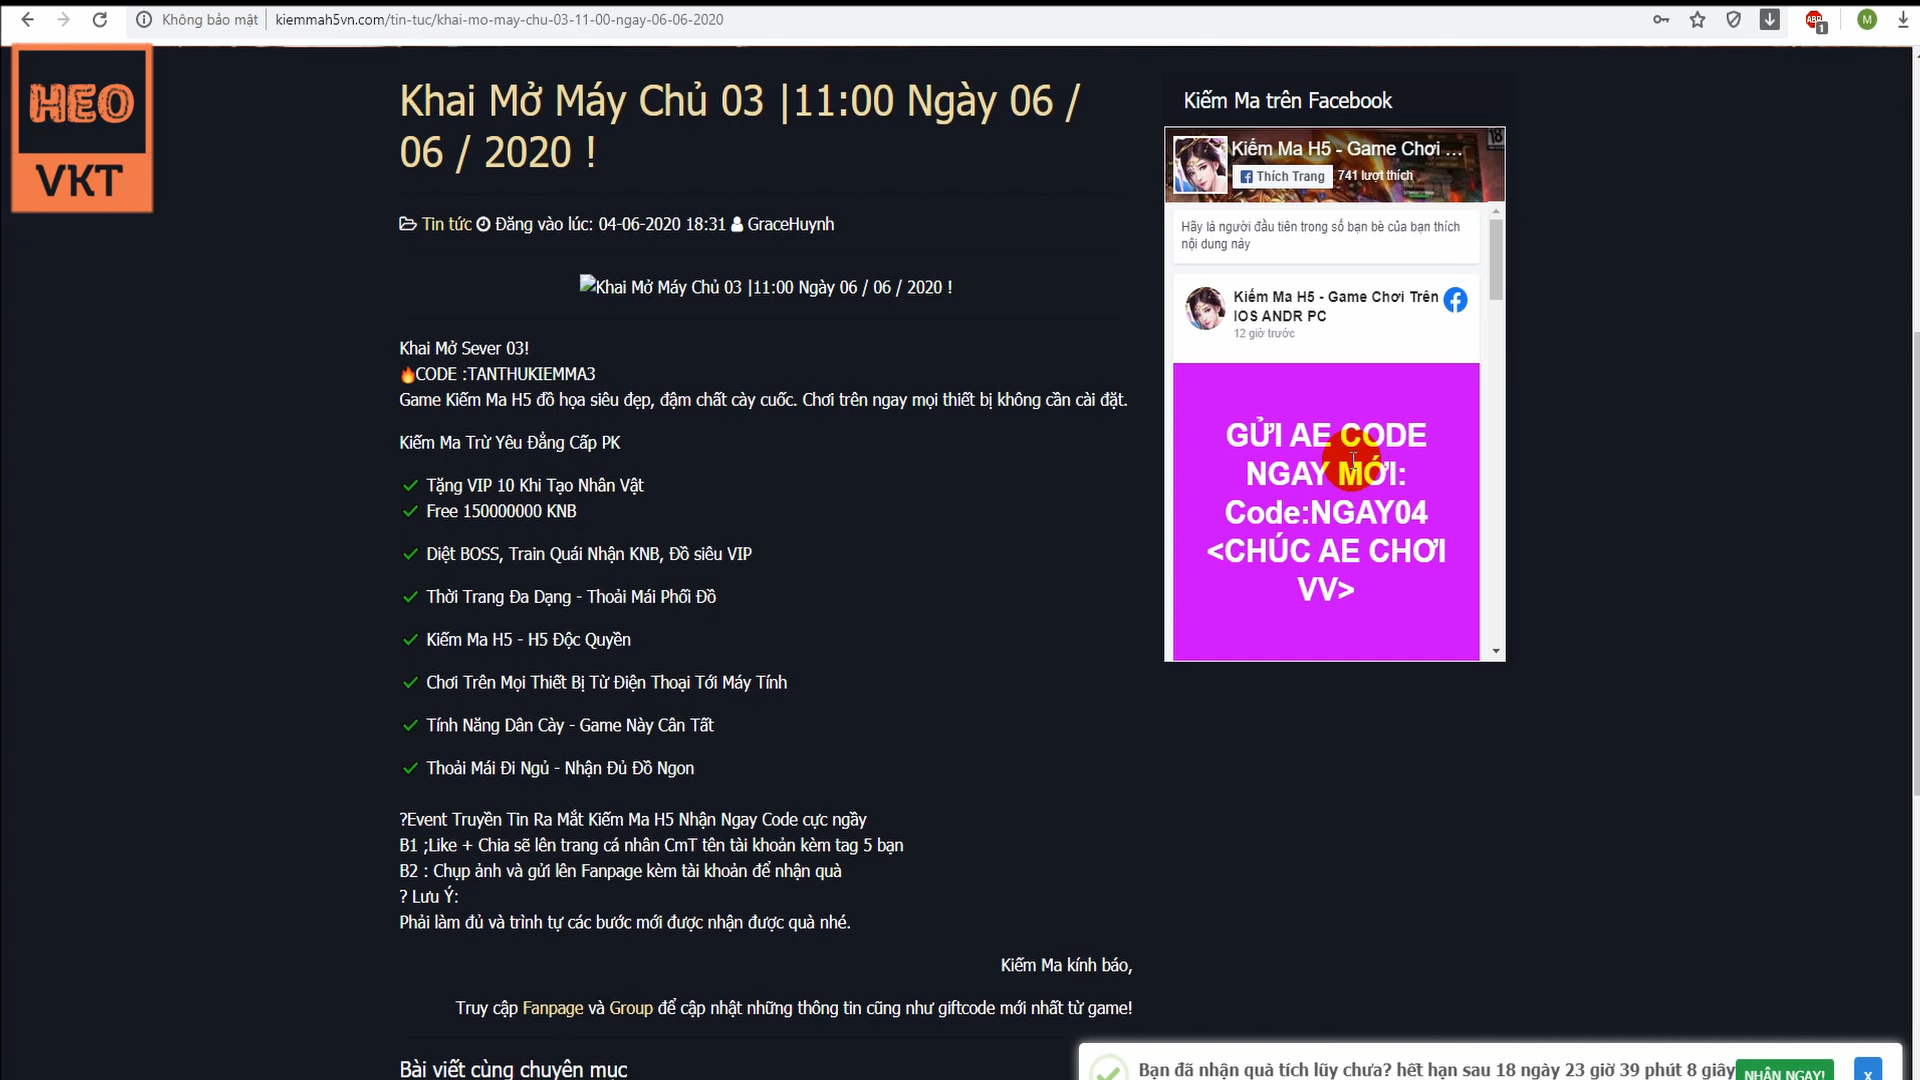 Không bảo mật
kiemmah5vn.com/tin-tuc/khai-mo-may-chu-03-11-00-ngay-06-06-2020
ABP
1
M
HEO
VKT
Khai Mở Máy Chủ 03 |11:00 Ngày 06 /
06 / 2020 !
Tin tức Đăng vào lúc: 04-06-2020 18:31 GraceHuynh
Khai Mở Máy Chủ 03 |11:00 Ngày 06 / 06 / 2020 !
Khai Mở Sever 03!
🔥CODE :TANTHUKIEMMA3
Game Kiếm Ma H5 đồ họa siêu đẹp, đậm chất cày cuốc. Chơi trên ngay mọi thiết bị không cần cài đặt.
Kiếm Ma Trừ Yêu Đẳng Cấp PK
Tặng VIP 10 Khi Tạo Nhân Vật
Free 150000000 KNB
Diệt BOSS, Train Quái Nhận KNB, Đồ siêu VIP
Thời Trang Đa Dạng - Thoải Mái Phối Đồ
Kiếm Ma H5 - H5 Độc Quyền
Chơi Trên Mọi Thiết Bị Từ Điện Thoại Tới Máy Tính
Tính Năng Dân Cày - Game Này Cân Tất
Thoải Mái Đi Ngủ - Nhận Đủ Đồ Ngon
?Event Truyền Tin Ra Mắt Kiếm Ma H5 Nhận Ngay Code cực ngầy
B1 ;Like + Chia sẽ lên trang cá nhân CmT tên tài khoản kèm tag 5 bạn
B2 : Chụp ảnh và gửi lên Fanpage kèm tài khoản để nhận quà
? Lưu Ý:
Phải làm đủ và trình tự các bước mới được nhận được quà nhé.
Kiếm Ma kính báo,
Truy cập Fanpage và Group để cập nhật những thông tin cũng như giftcode mới nhất từ game!
Bài viết cùng chuyên mục
Kiếm Ma trên Facebook
Kiếm Ma H5 - Game Chơi ...
Thích Trang 741 lượt thích
18
Hãy là người đầu tiên trong số bạn bè của bạn thích
nội dung này
Kiếm Ma H5 - Game Chơi Trên
IOS ANDR PC
12 giờ trước
GỬI AE CODE
NGAY MỚI:
Code:NGAY04
<CHÚC AE CHƠI
VV>
Bạn đã nhận quà tích lũy chưa? hết hạn sau 18 ngày 23 giờ 39 phút 8 giây
NHẬN NGAY!
x